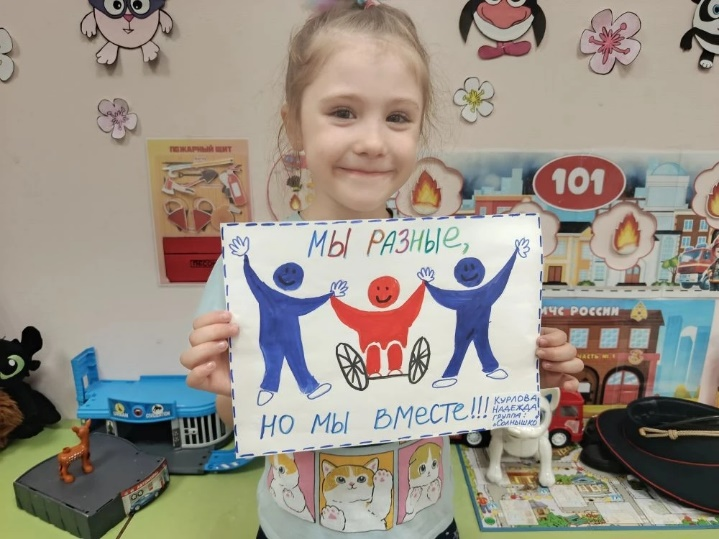 ПОЖАРНЫЙ ЩИТ
101
МЧС РОССИИ
МЫ РАЗНЫЕ,
НО МЫ ВМЕСТЕ!!!
КУРЛОВА
НАДЕЖДА
ГРУППА:
«СОЛНЫШКО